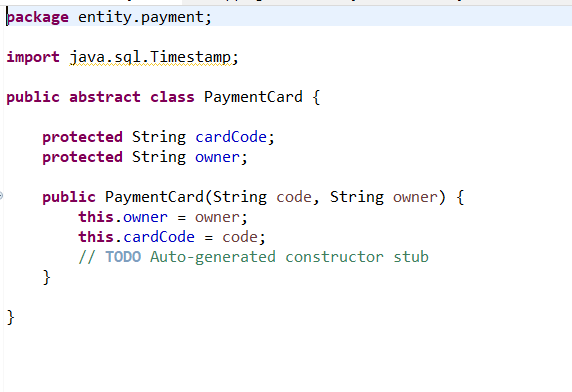 package entity.payment;
import java.sql.Timestamp;
public abstract class PaymentCard {
protected String cardCode;
protected String owner;
public PaymentCard(String code, String owner) {
this.owner = owner;
this.cardCode = code;
// TODO Auto-generated constructor stub
}
}